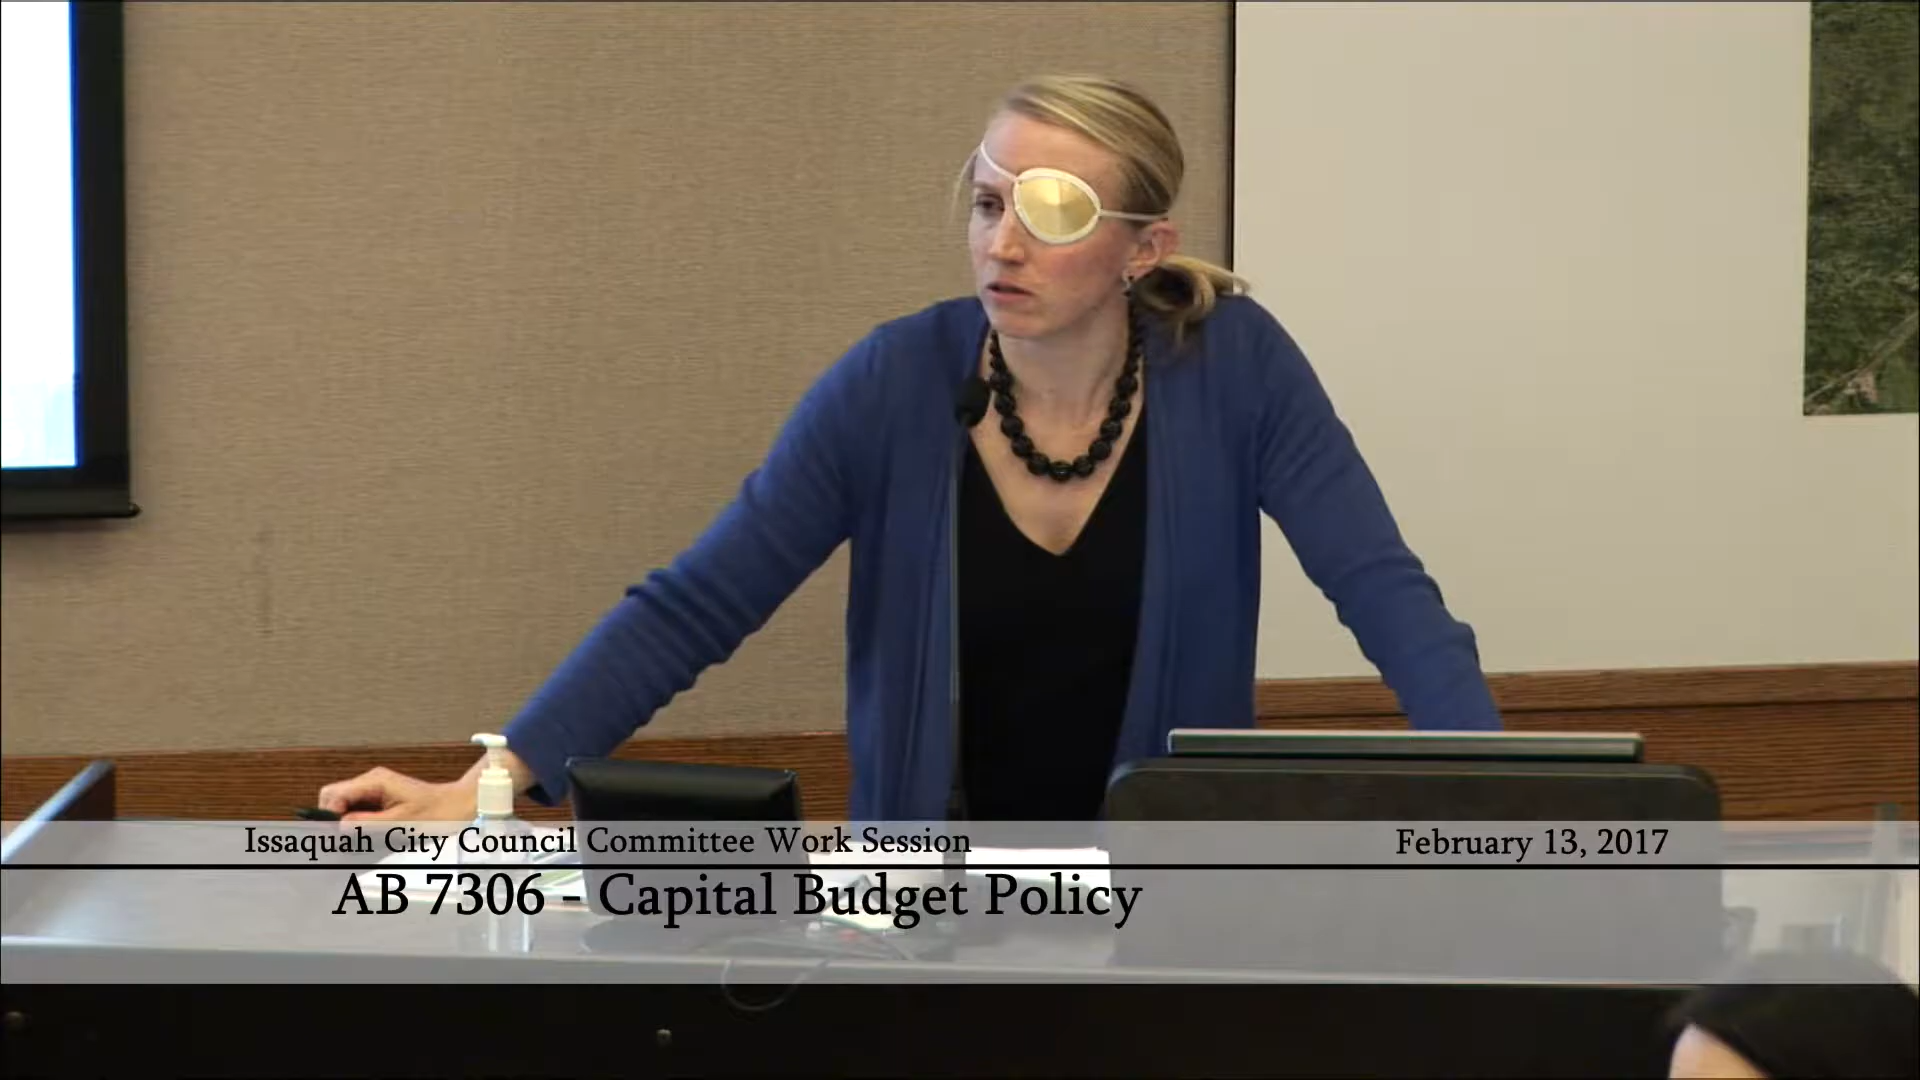 Issaquah City Council Committee Work Session
February 13, 2017
AB 7306 - Capital Budget Policy